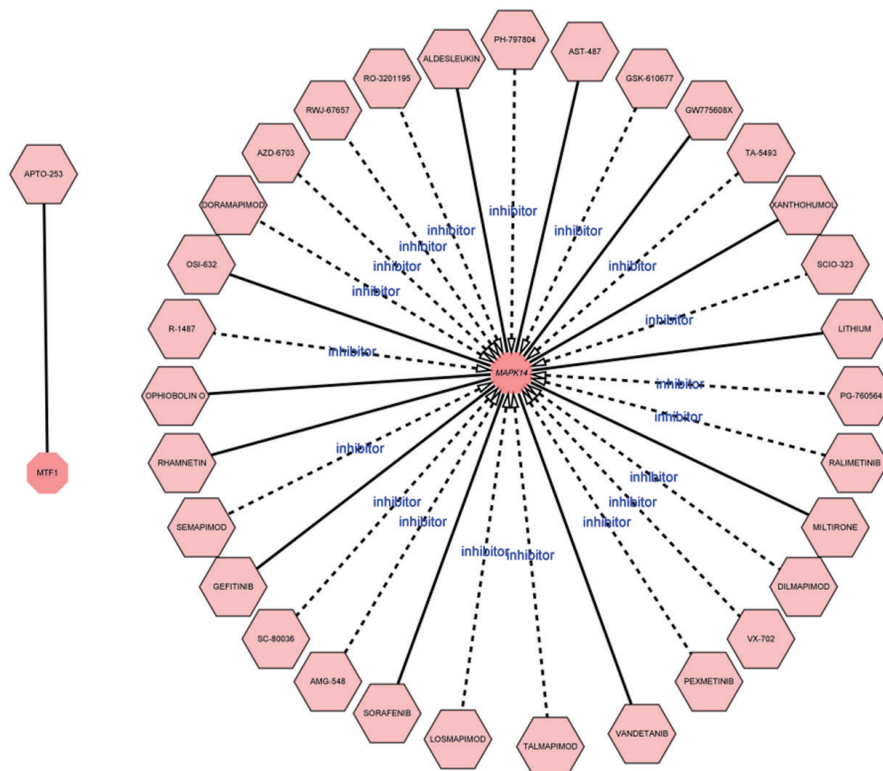 PH-797804
AST-487
ALDESLEUKIN
RO-3201195
GSK-610677
RWJ-67657
GW775608X
AZD-6703
TA-5493
APTO-253
DORAMAPIMOD
XANTHOHUMOL
inhibitor
inhibitor
inhibitor
inhibitor
inhibitor
inhibitor
OSI-632
SCIO-323
inhibitor
inhibitor
R-1487
LITHIUM
inhibitor
inhibitor
MAPK14
inhibitor
OPHIOBOLIN O
PG-760564
inhibitor
RHAMNETIN
RALIMETINIB
inhibitor
inhibitor
MTF1
inhibitor
inhibitor
SEMAPIMOD
inhibitor
inhibitor
MILTIRONE
inhibitor
inhibitor
GEFITINIB
DILMAPIMOD
SC-80036
VX-702
AMG-548
PEXMETINIB
SORAFENIB
VANDETANIB
LOSMAPIMOD
TALMAPIMOD